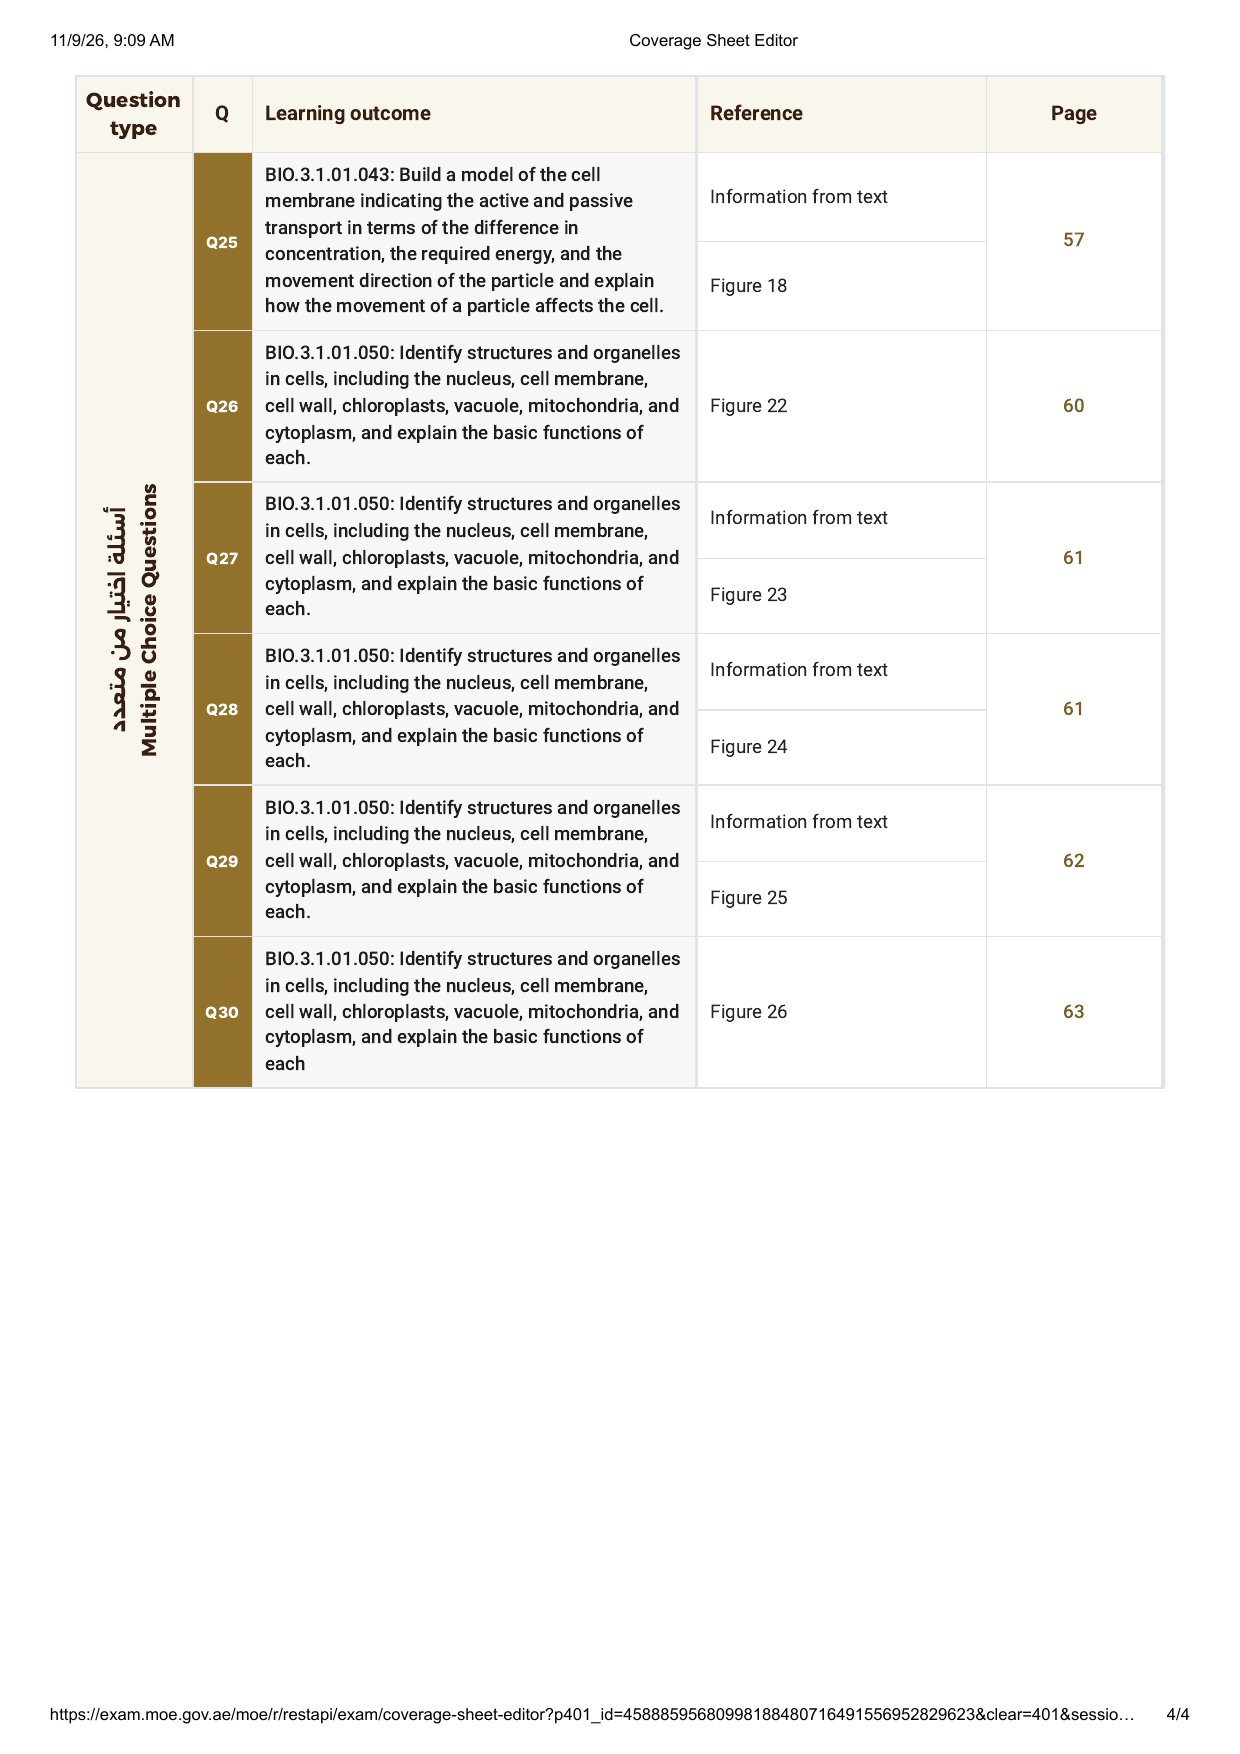 11/9/26, 9:09 AM
Coverage Sheet Editor
Question
type
Q
Learning outcome
Reference
Page
أسئلة اختيار من متعدد
Multiple Choice Questions
Q25
BIO.3.1.01.043: Build a model of the cell
membrane indicating the active and passive
transport in terms of the difference in
concentration, the required energy, and the
movement direction of the particle and explain
how the movement of a particle affects the cell.
Information from text
Figure 18
57
Q26
BIO.3.1.01.050: Identify structures and organelles
in cells, including the nucleus, cell membrane,
cell wall, chloroplasts, vacuole, mitochondria, and
cytoplasm, and explain the basic functions of
each.
Figure 22
60
Q27
BIO.3.1.01.050: Identify structures and organelles
in cells, including the nucleus, cell membrane,
cell wall, chloroplasts, vacuole, mitochondria, and
cytoplasm, and explain the basic functions of
each.
Information from text
Figure 23
61
Q28
BIO.3.1.01.050: Identify structures and organelles
in cells, including the nucleus, cell membrane,
cell wall, chloroplasts, vacuole, mitochondria, and
cytoplasm, and explain the basic functions of
each.
Information from text
Figure 24
61
Q29
BIO.3.1.01.050: Identify structures and organelles
in cells, including the nucleus, cell membrane,
cell wall, chloroplasts, vacuole, mitochondria, and
cytoplasm, and explain the basic functions of
each.
Information from text
Figure 25
62
Q30
BIO.3.1.01.050: Identify structures and organelles
in cells, including the nucleus, cell membrane,
cell wall, chloroplasts, vacuole, mitochondria, and
cytoplasm, and explain the basic functions of
each
Figure 26
63
https://exam.moe.gov.ae/moe/r/restapi/exam/coverage-sheet-editor?p401_id=458885956809981884807164915569528296​23&clear=401&sessio…
4/4